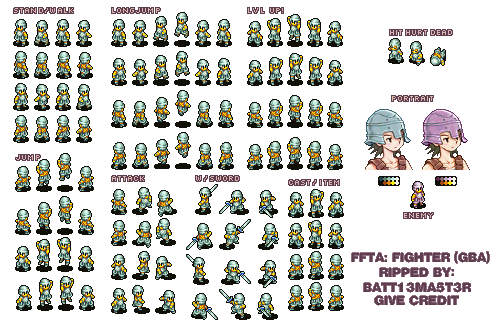 STAND/WALK
LONGJUMP
LVL UP!
HIT HURT DEAD
PORTRAIT
JUMP
ATTACK
W/SWORD
CAST/ITEM
ENEMY
FFTA: FIGHTER (GBA)
RIPPED BY:
BATT13MA5T3R
GIVE CREDIT